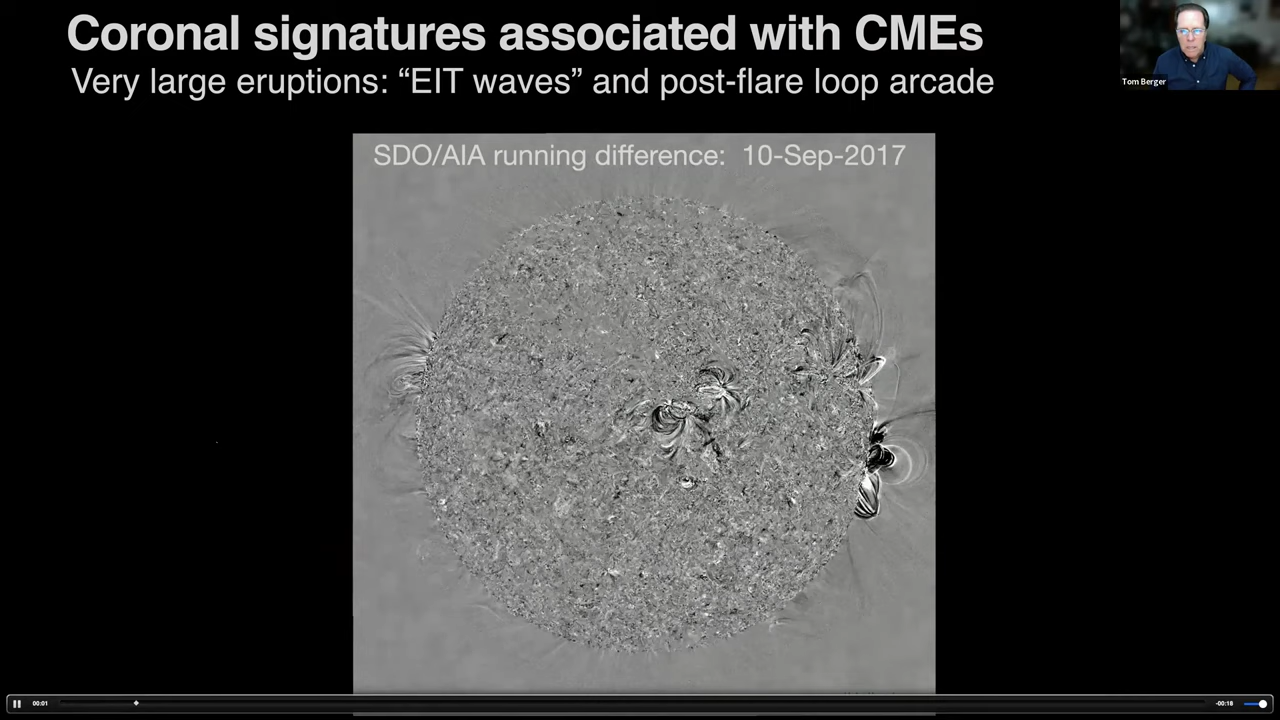 Coronal signatures associated with CMEs
Very large eruptions: “EIT waves” and post-flare loop arcade
Tom Berger
SDO/AIA running difference: 10-Sep-2017
00:01
-00:18